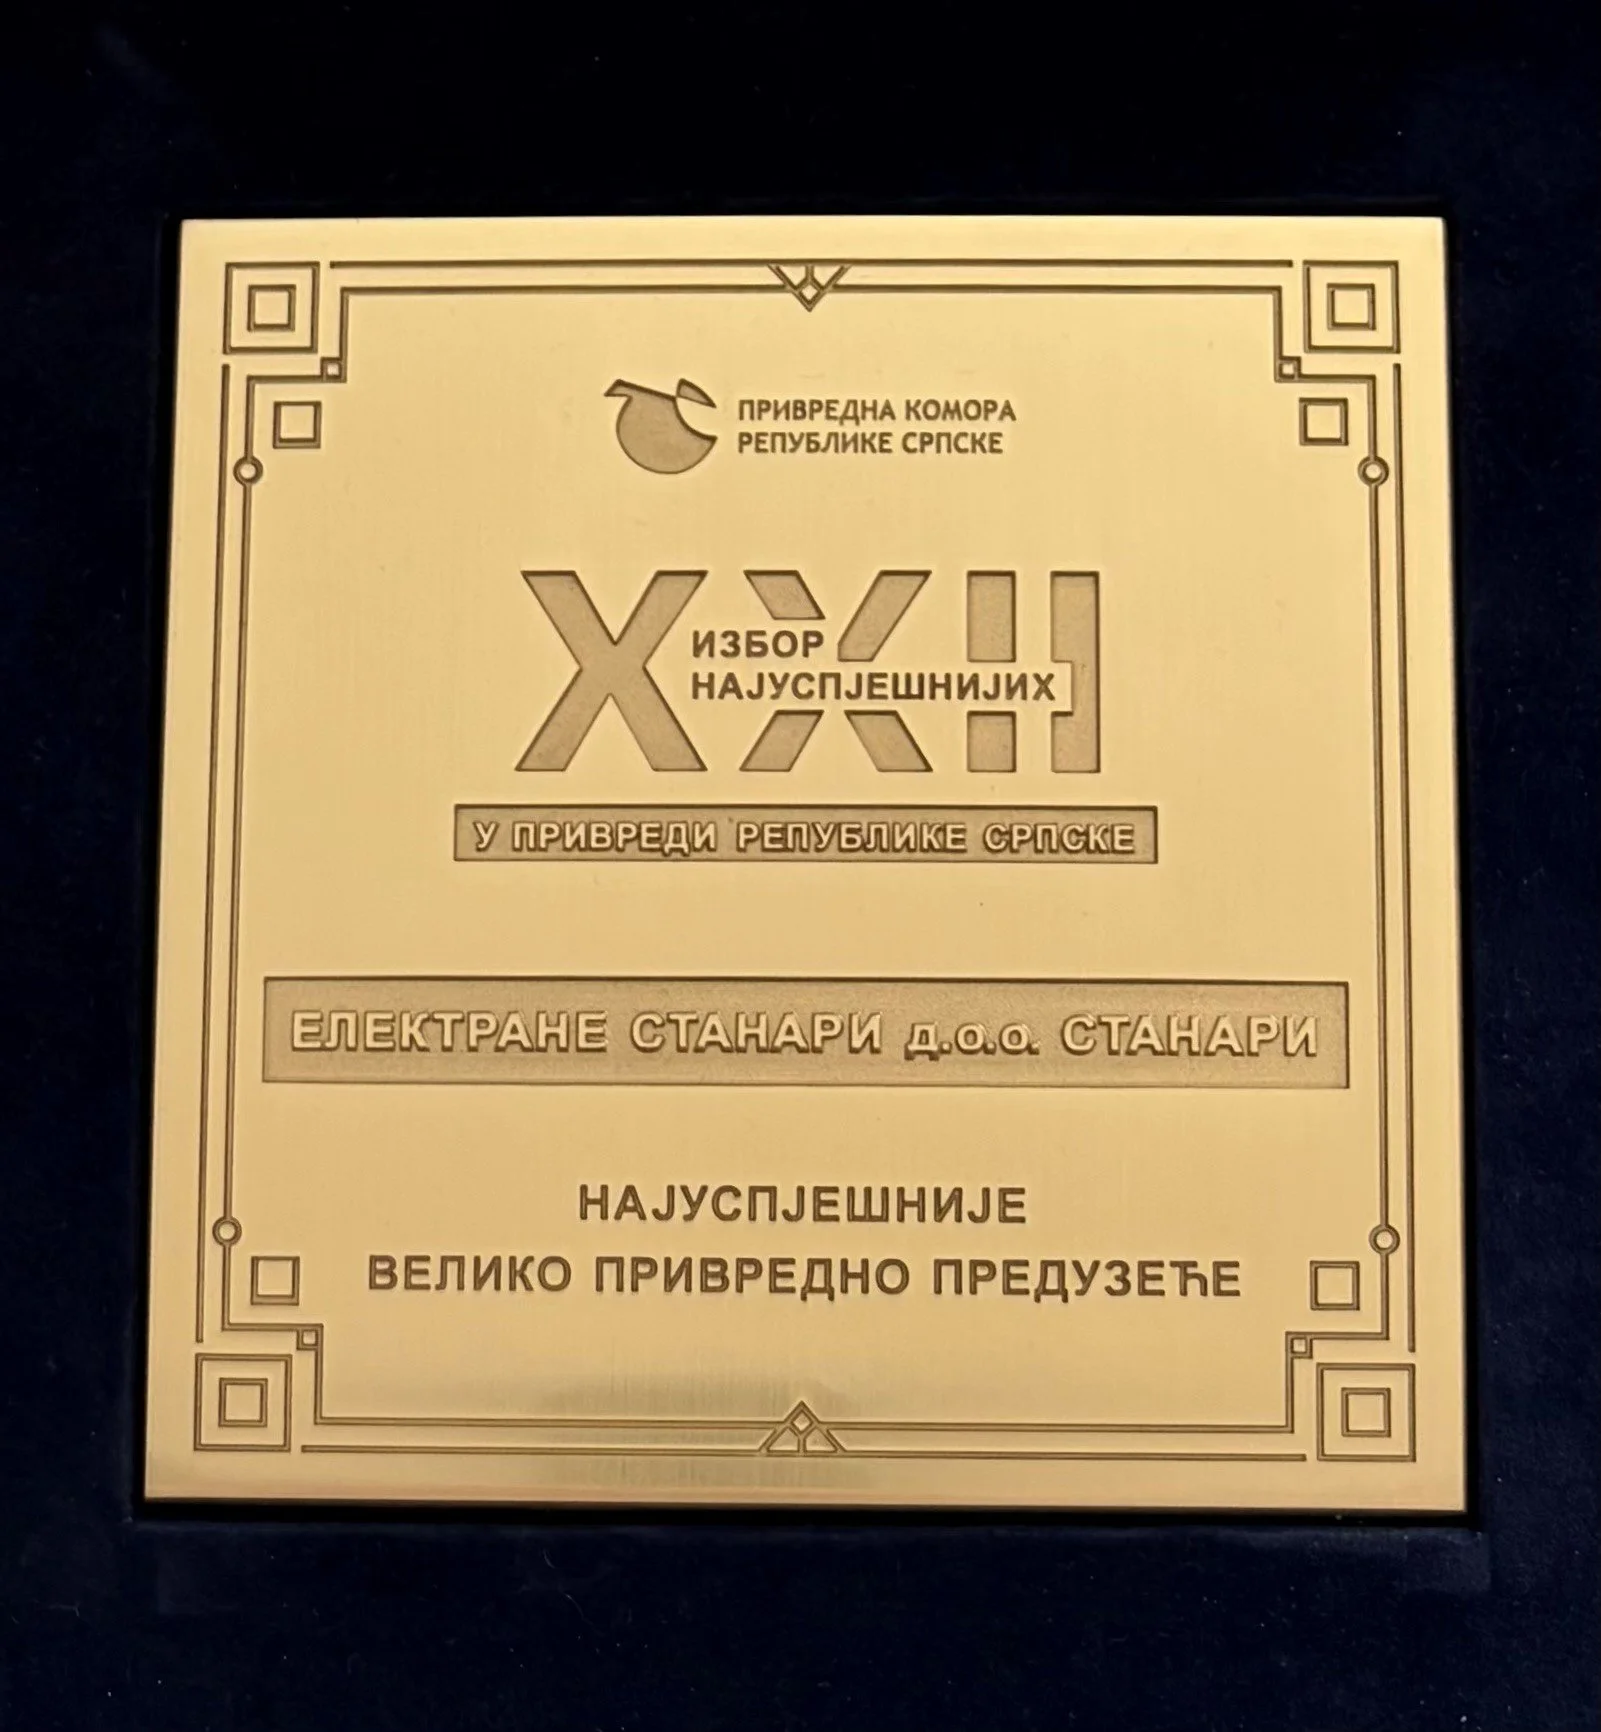 ПРИВРЕДНА КОМОРА
РЕПУБЛИКЕ СРПСКЕ
XXII
ИЗБОР
НАЈУСПЈЕШНИЈИХ
У ПРИВРЕДИ РЕПУБЛИКЕ СРПСКЕ
ЕЛЕКТРАНЕ СТАНАРИ д.о.о. СТАНАРИ
НАЈУСПЈЕШНИЈЕ
ВЕЛИКО ПРИВРЕДНО ПРЕДУЗЕЋЕ